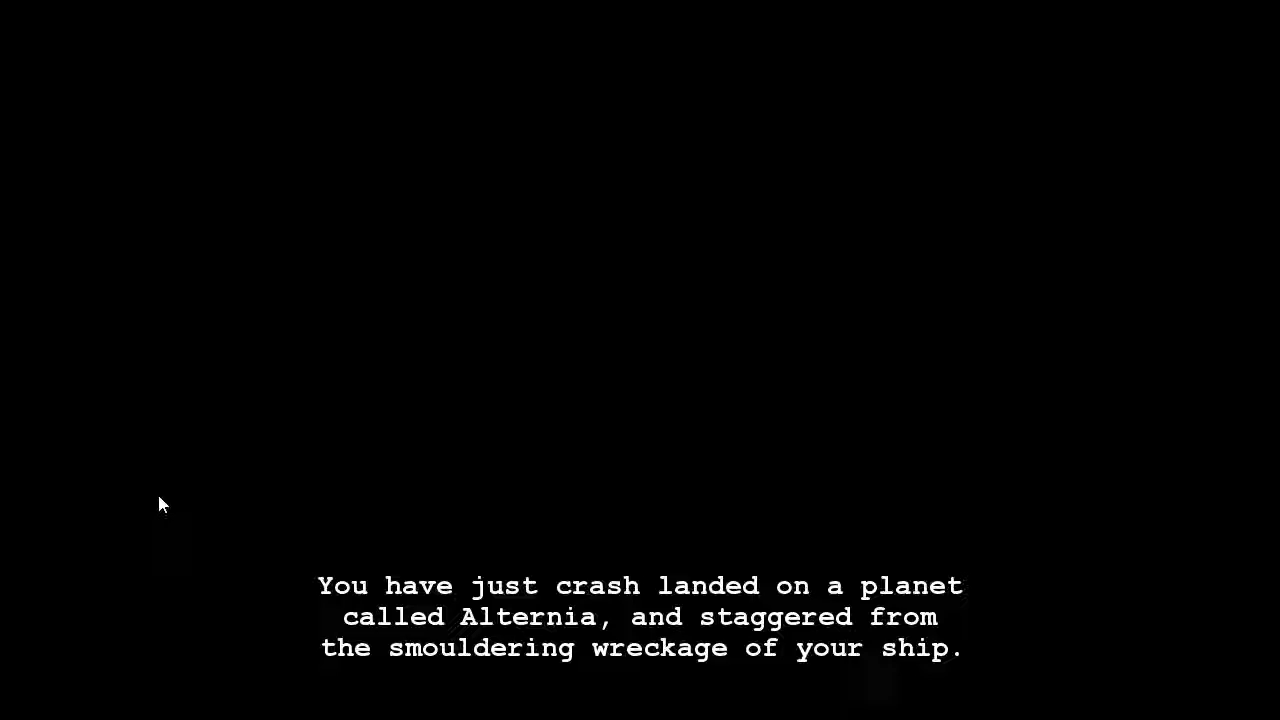 You have just crash landed on a planet
called Alternia, and staggered from
the smouldering wreckage of your ship.